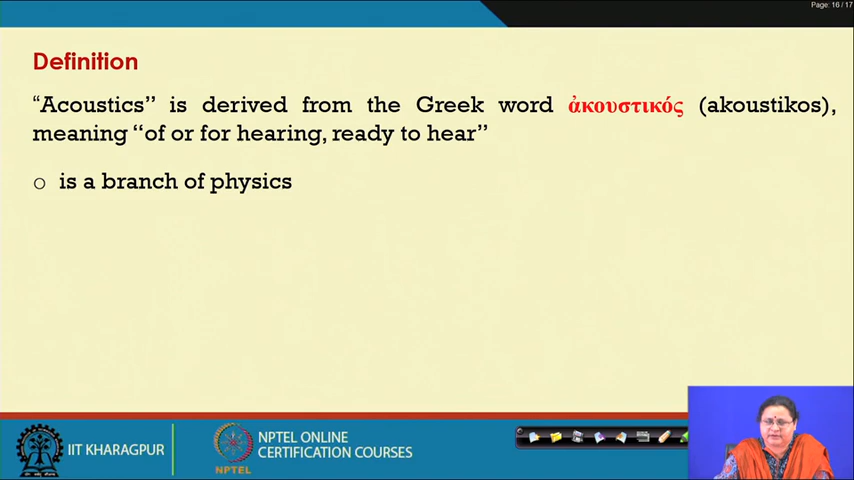 Page: 16 / 17
Definition
“Acoustics” is derived from the Greek word ἀκουστικός (akoustikos),
meaning “of or for hearing, ready to hear”
o is a branch of physics
IIT KHARAGPUR
NPTEL
NPTEL ONLINE
CERTIFICATION COURSES